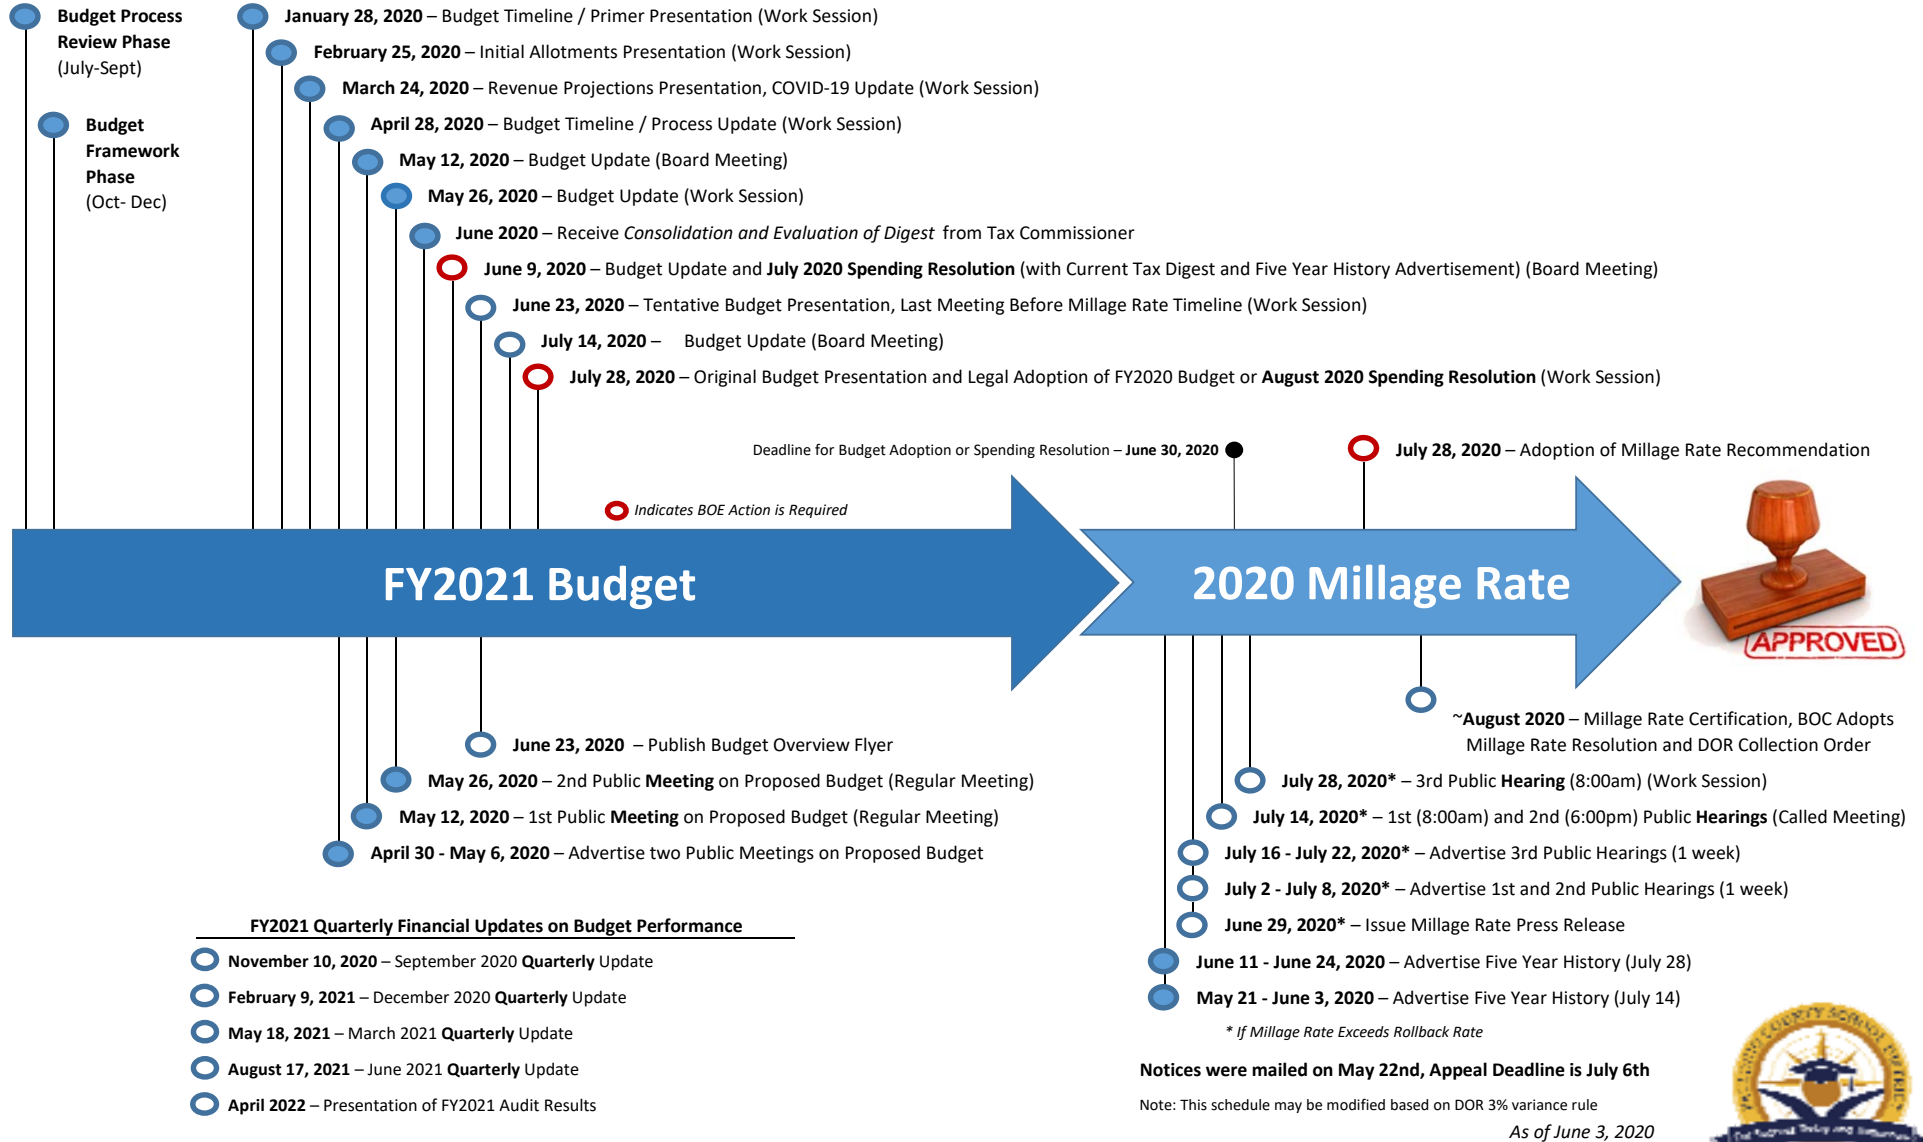 Budget Process
Review Phase
(July-Sept)
Budget
Framework
Phase
(Oct- Dec)
January 28, 2020 – Budget Timeline / Primer Presentation (Work Session)
February 25, 2020 – Initial Allotments Presentation (Work Session)
March 24, 2020 – Revenue Projections Presentation, COVID-19 Update (Work Session)
April 28, 2020 – Budget Timeline / Process Update (Work Session)
May 12, 2020 – Budget Update (Board Meeting)
May 26, 2020 – Budget Update (Work Session)
June 2020 – Receive Consolidation and Evaluation of Digest from Tax Commissioner
June 9, 2020 – Budget Update and July 2020 Spending Resolution (with Current Tax Digest and Five Year History Advertisement) (Board Meeting)
June 23, 2020 – Tentative Budget Presentation, Last Meeting Before Millage Rate Timeline (Work Session)
July 14, 2020 – Budget Update (Board Meeting)
July 28, 2020 – Original Budget Presentation and Legal Adoption of FY2020 Budget or August 2020 Spending Resolution (Work Session)
Deadline for Budget Adoption or Spending Resolution – June 30, 2020
July 28, 2020 – Adoption of Millage Rate Recommendation
Indicates BOE Action is Required
FY2021 Budget
2020 Millage Rate
APPROVED
June 23, 2020 – Publish Budget Overview Flyer
May 26, 2020 – 2nd Public Meeting on Proposed Budget (Regular Meeting)
May 12, 2020 – 1st Public Meeting on Proposed Budget (Regular Meeting)
April 30 - May 6, 2020 – Advertise two Public Meetings on Proposed Budget
~August 2020 – Millage Rate Certification, BOC Adopts
Millage Rate Resolution and DOR Collection Order
July 28, 2020* – 3rd Public Hearing (8:00am) (Work Session)
July 14, 2020* – 1st (8:00am) and 2nd (6:00pm) Public Hearings (Called Meeting)
July 16 - July 22, 2020* – Advertise 3rd Public Hearings (1 week)
July 2 - July 8, 2020* – Advertise 1st and 2nd Public Hearings (1 week)
June 29, 2020* – Issue Millage Rate Press Release
June 11 - June 24, 2020 – Advertise Five Year History (July 28)
May 21 - June 3, 2020 – Advertise Five Year History (July 14)
* If Millage Rate Exceeds Rollback Rate
FY2021 Quarterly Financial Updates on Budget Performance
November 10, 2020 – September 2020 Quarterly Update
February 9, 2021 – December 2020 Quarterly Update
May 18, 2021 – March 2021 Quarterly Update
August 17, 2021 – June 2021 Quarterly Update
April 2022 – Presentation of FY2021 Audit Results
Notices were mailed on May 22nd, Appeal Deadline is July 6th
Note: This schedule may be modified based on DOR 3% variance rule
As of June 3, 2020
COUNTY SCHOOL